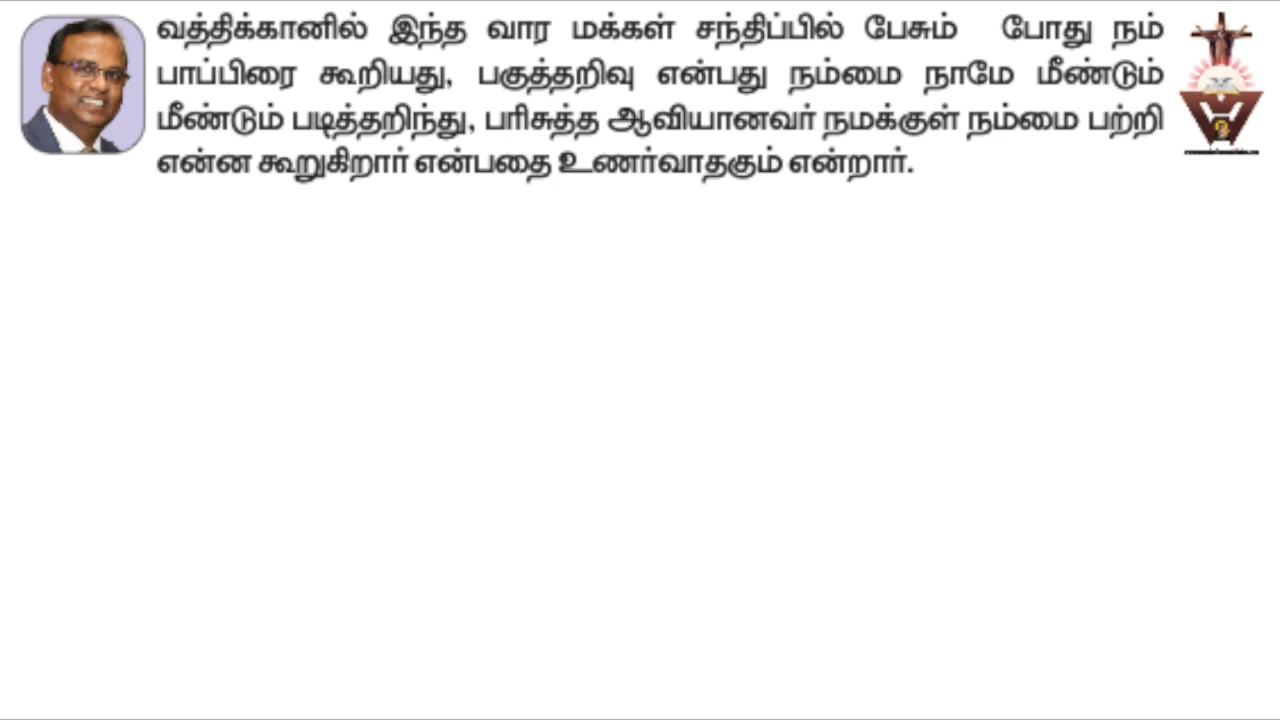 வத்திக்கானில் இந்த வார மக்கள் சந்திப்பில் பேசும் போது நம்
பாப்பிரை கூறியது, பகுத்தறிவு என்பது நம்மை நாமே மீண்டும்
மீண்டும் படித்தறிந்து, பரிசுத்த ஆவியானவர் நமக்குள் நம்மை பற்றி
என்ன கூறுகிறார் என்பதை உணர்வாதகும் என்றார்.